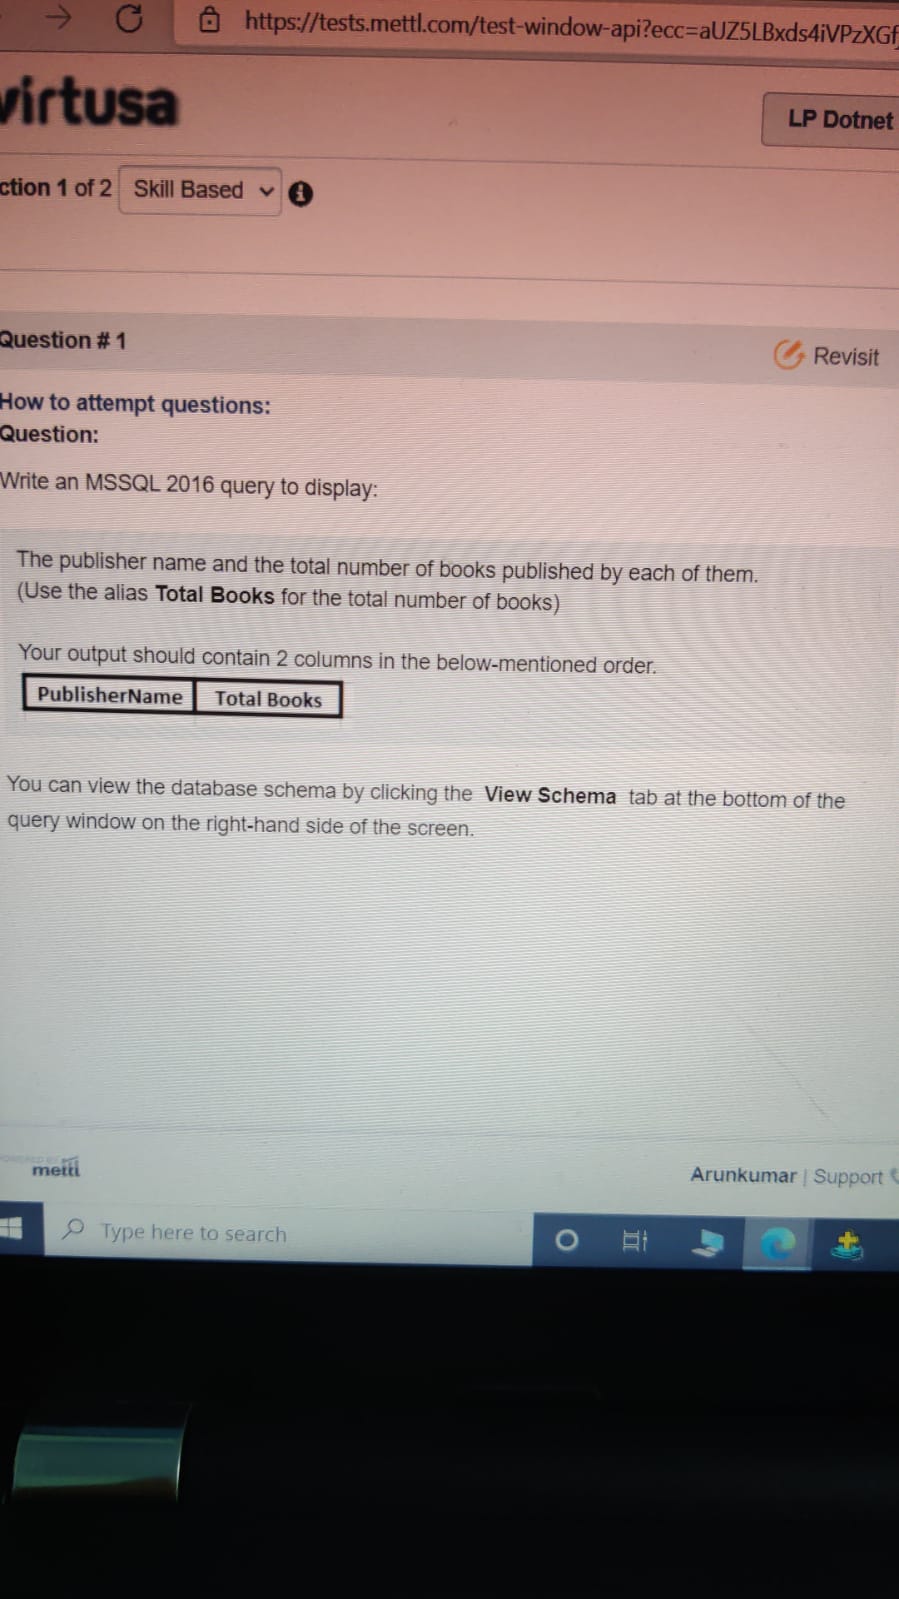 https://tests.mettl.com/test-window-api?ecc=aUZ5LBxds4iVPzXGf
virtusa
LP Dotnet
ction 1 of 2 Skill Based
Question # 1
Revisit
How to attempt questions:
Question:
Write an MSSQL 2016 query to display:
The publisher name and the total number of books published by each of them.
(Use the alias Total Books for the total number of books)
Your output should contain 2 columns in the below-mentioned order.
PublisherName Total Books
You can view the database schema by clicking the View Schema tab at the bottom of the
query window on the right-hand side of the screen.
POWERED BY
mettl
Arunkumar | Support
Type here to search